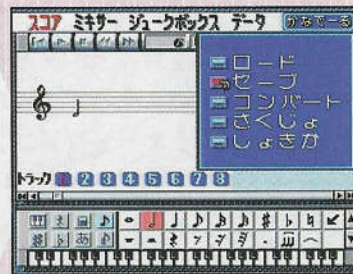 スコア ミキサー ジュークボックス データ かなでーる
6
ロード
セーブ
コンバート
さくじょ
しょきか
トラック 1 2 3 4 5 6 7 8
あ